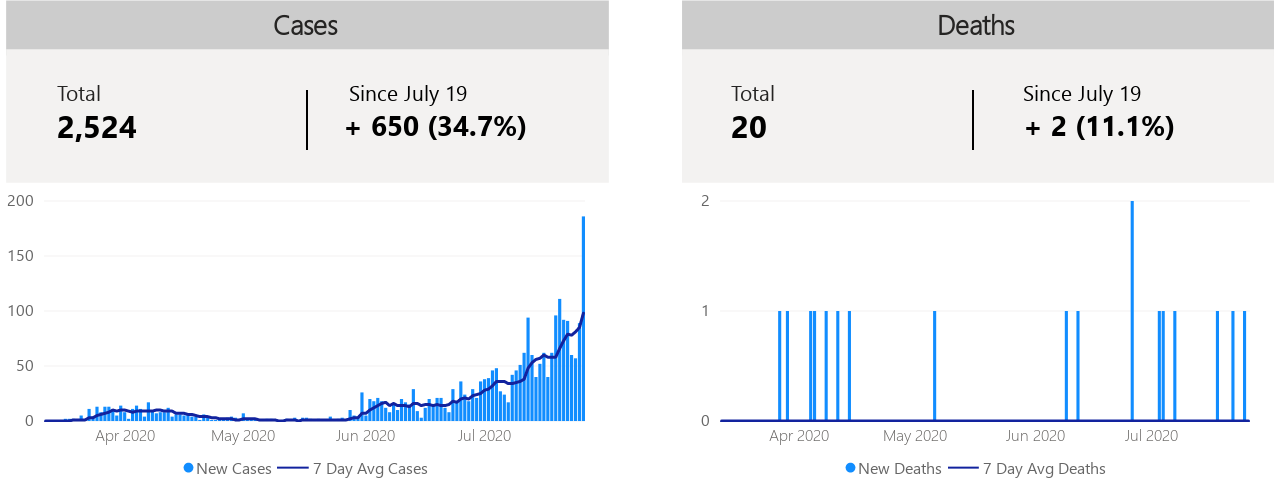 Cases
Total
2,524
Since July 19
+ 650 (34.7%)
200
150
100
50
0
Apr 2020
May 2020
Jun 2020
Jul 2020
New Cases
7 Day Avg Cases
Deaths
Total
20
Since July 19
+ 2 (11.1%)
2
1
0
Apr 2020
May 2020
Jun 2020
Jul 2020
New Deaths
7 Day Avg Deaths